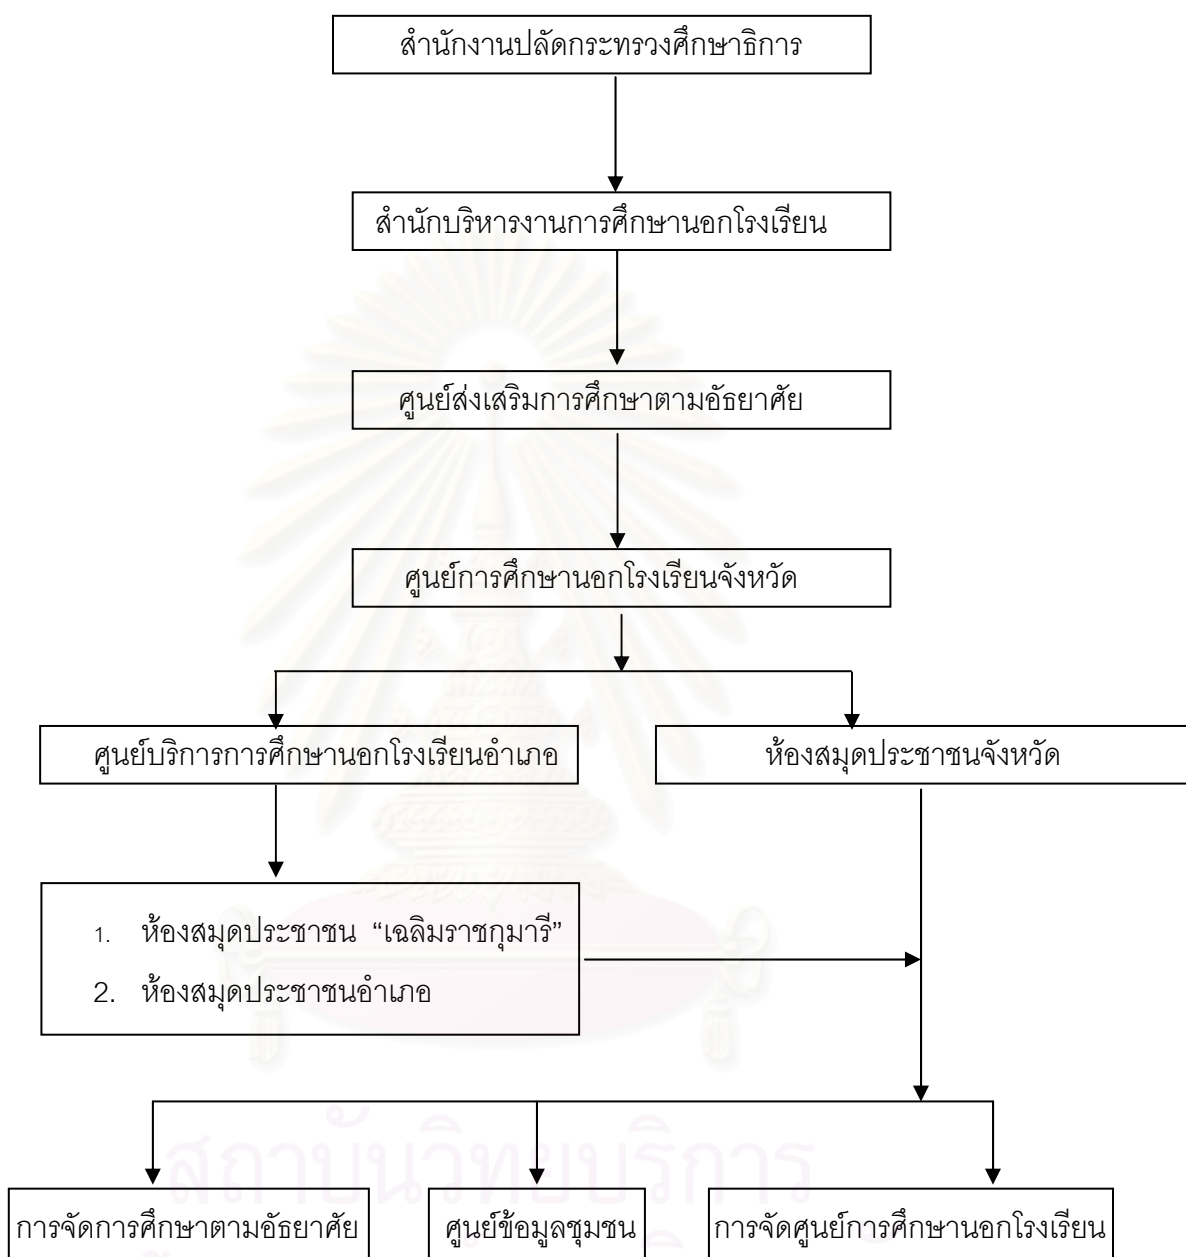 สำนักงานปลัดกระทรวงศึกษาธิการ
สำนักบริหารงานการศึกษานอกโรงเรียน
ศูนย์ส่งเสริมการศึกษาตามอัธยาศัย
ศูนย์การศึกษานอกโรงเรียนจังหวัด
ศูนย์บริการการศึกษานอกโรงเรียนอำเภอ
ห้องสมุดประชาชนจังหวัด
1. ห้องสมุดประชาชน “เฉลิมราชกุมารี”
2. ห้องสมุดประชาชนอำเภอ
สถาบันวิทยบริการ
การจัดการศึกษาตามอัธยาศัย
ศูนย์ข้อมูลชุมชน
การจัดศูนย์การศึกษานอกโรงเรียน